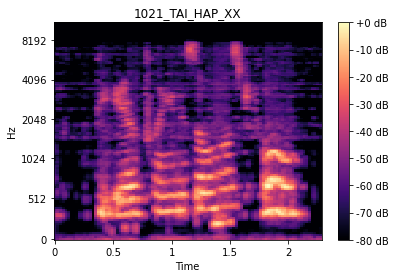 1021_TAI_HAP_XX
8192
4096
2048
1024
512
0
Hz
0
0.5
1
1.5
2
Time
+0 dB
-10 dB
-20 dB
-30 dB
-40 dB
-50 dB
-60 dB
-70 dB
-80 dB